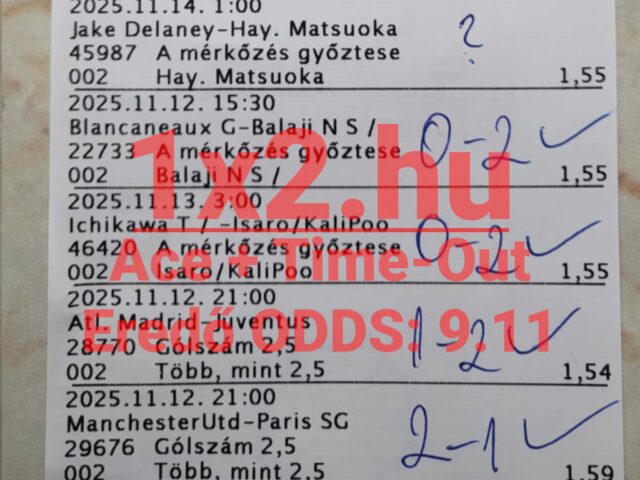 2025.11.14. 1:00
Jake Delaney-Hay. Matsuoka
45987 A mérkőzés győztese
?
002 Hay. Matsuoka 1,55
2025.11.12. 15:30
Blancaneaux G-Balaji N S /
22733 A mérkőzés győztese
0-2 ✓
002 Balaji N S / 1,55
1x2.hu
2025.11.13. 3:00
Ichikawa T / -Isaro/KaliPoo
46420 A mérkőzés győztese
0-2 ✓
002 Isaro/KaliPoo 1,55
Ace + Time-Out
2025.11.12. 21:00
Atl. Madrid-Juventus
Eredő ODDS: 9.11
28770 Gólszám 2,5
1-2 ✓
002 Több, mint 2,5 1,54
2025.11.12. 21:00
ManchesterUtd-Paris SG
29676 Gólszám 2,5
2-1 ✓
002 Több, mint 2,5 1,59